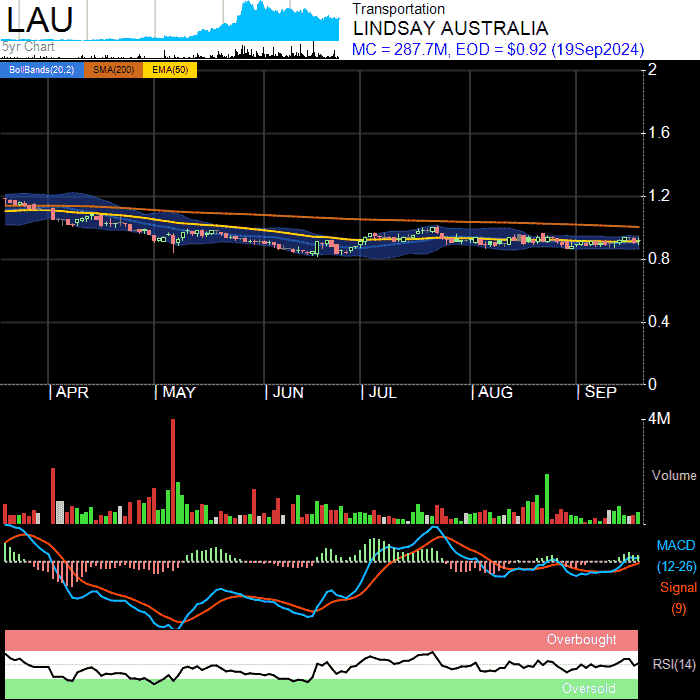 LAU
5yr Chart
Transportation
LINDSAY AUSTRALIA
MC = 287.7M, EOD = $0.92 (19Sep2024)
BollBands(20,2) SMA(200) EMA(50)
2
1.6
1.2
0.8
0.4
0
APR MAY JUN JUL AUG SEP
4M
Volume
MACD
(12-26)
Signal
(9)
Overbought
RSI(14)
Oversold